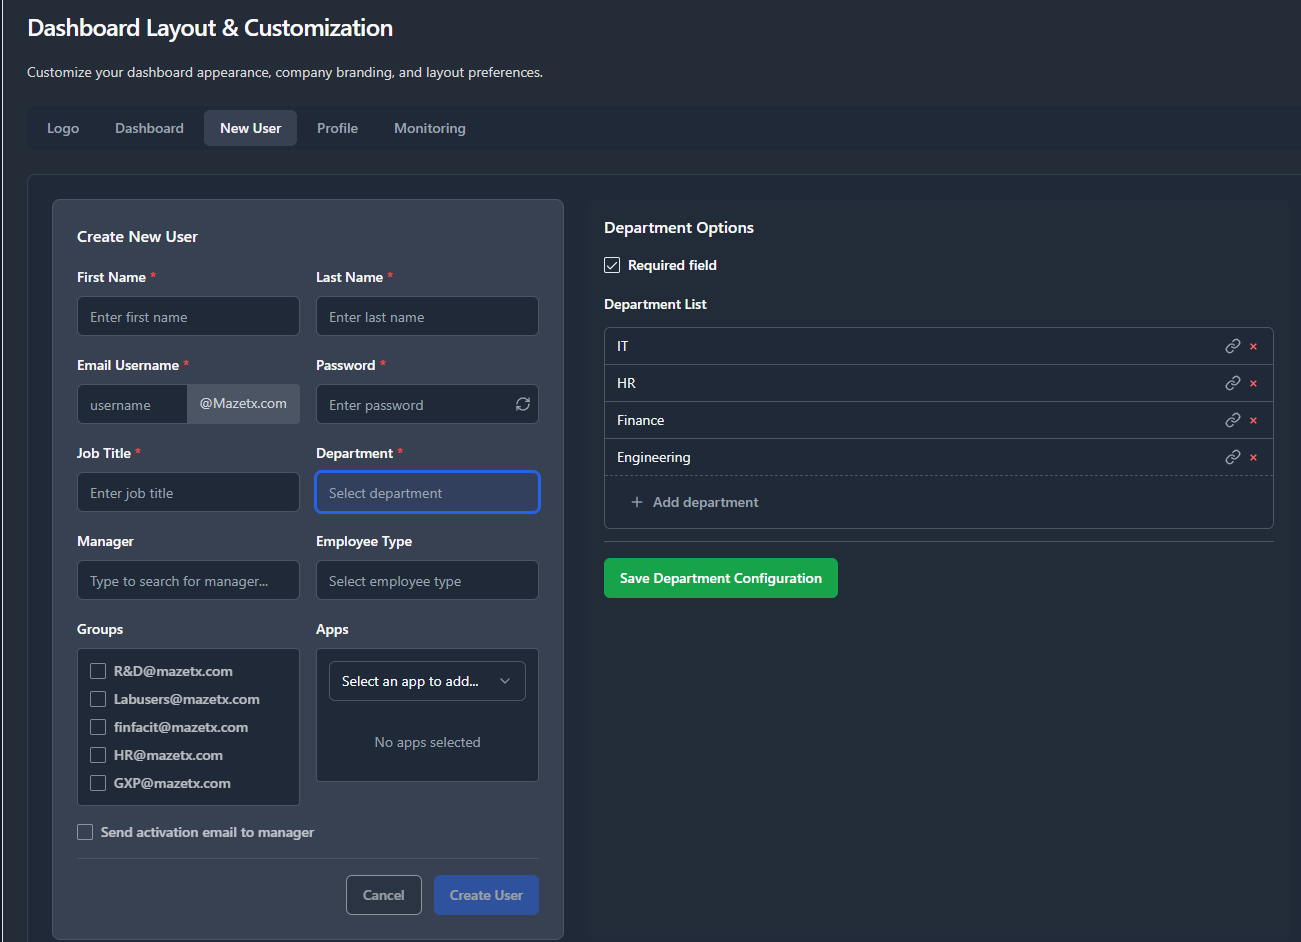 Dashboard Layout & Customization
Customize your dashboard appearance, company branding, and layout preferences.
Logo Dashboard New User Profile Monitoring
Create New User
First Name * Last Name *
Enter first name Enter last name
Email Username * Password *
username @Mazetx.com Enter password
Job Title * Department *
Enter job title Select department
Manager Employee Type
Type to search for manager... Select employee type
Groups Apps
R&D@mazetx.com
Labusers@mazetx.com
finfacit@mazetx.com
HR@mazetx.com
GXP@mazetx.com
Select an app to add...
No apps selected
Send activation email to manager
Cancel Create User
Department Options
Required field
Department List
IT
HR
Finance
Engineering
+ Add department
Save Department Configuration